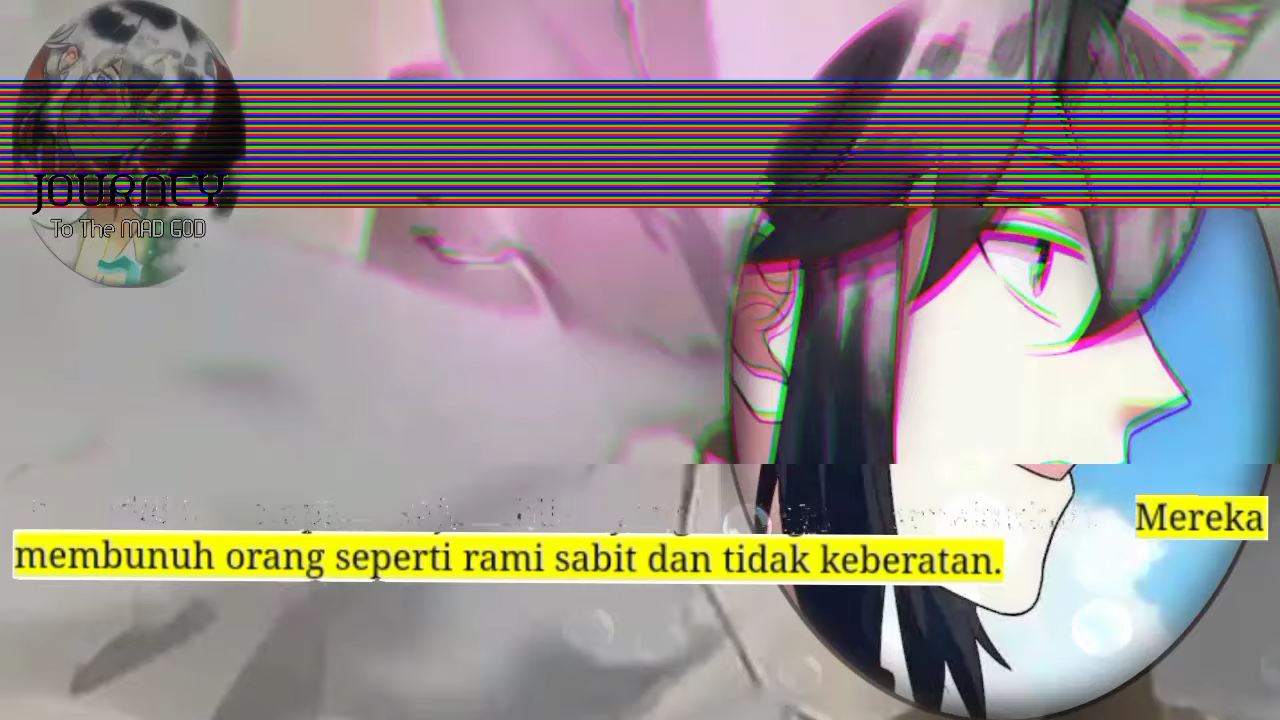 JOURNEY
To The MAD GOD
Mereka
membunuh orang seperti rami sabit dan tidak keberatan.